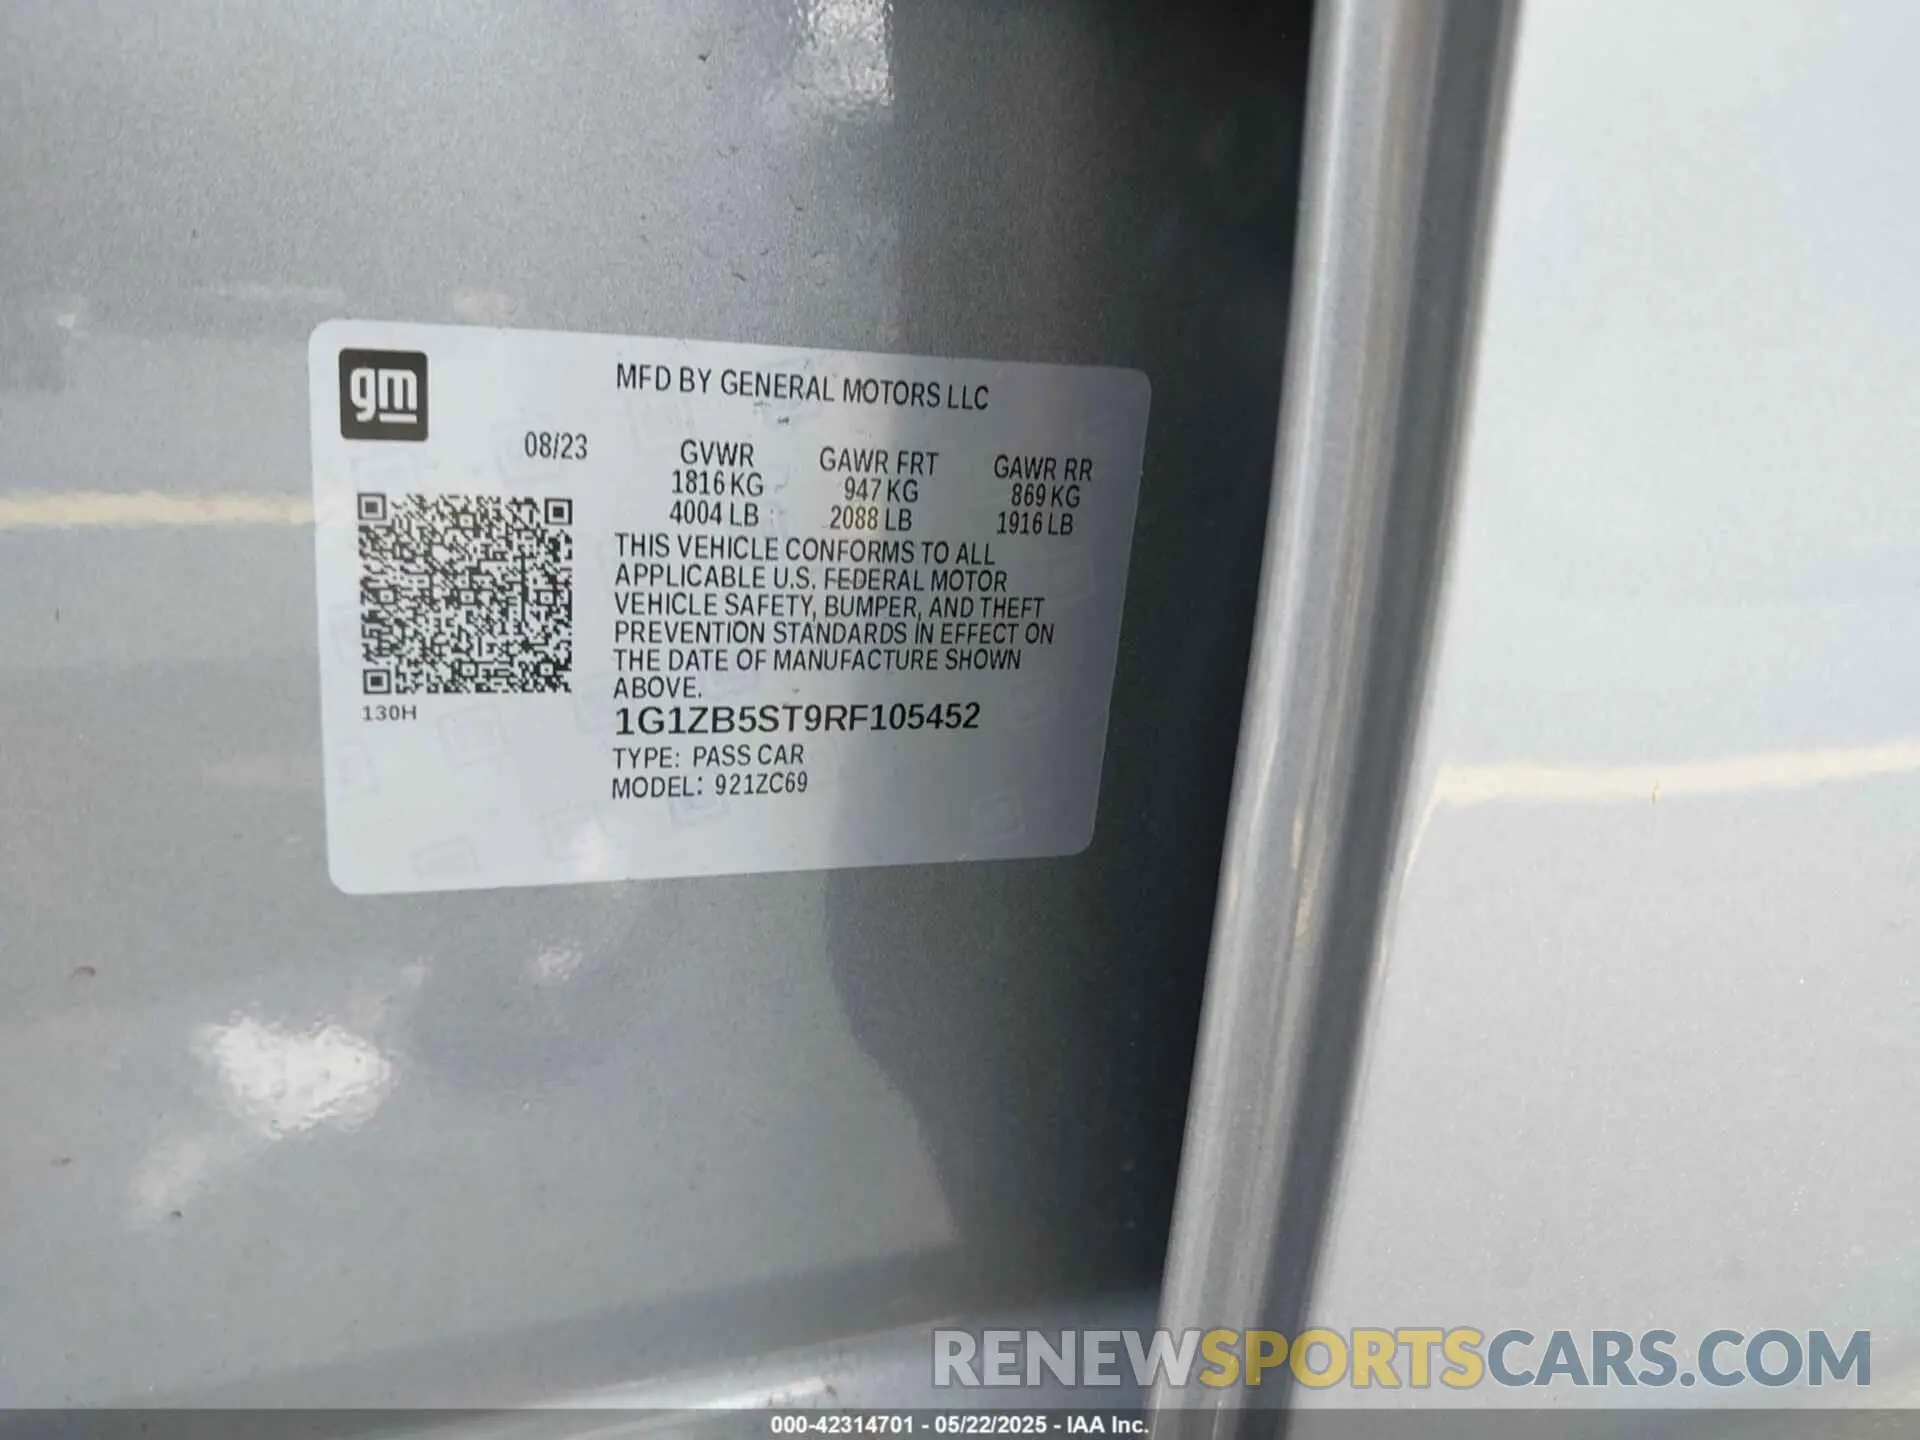 gm
MFD BY GENERAL MOTORS LLC
08/23
GVWR GAWR FRT GAWR RR
1816 KG 947 KG 869 KG
4004 LB 2088 LB 1916 LB
THIS VEHICLE CONFORMS TO ALL
APPLICABLE U.S. FEDERAL MOTOR
VEHICLE SAFETY, BUMPER, AND THEFT
PREVENTION STANDARDS IN EFFECT ON
THE DATE OF MANUFACTURE SHOWN
ABOVE.
130H
1G1ZB5ST9RF105452
TYPE: PASS CAR
MODEL: 921ZC69
RENEWSPORTSCARS.COM
000-42314701 - 05/22/2025 - IAA Inc.